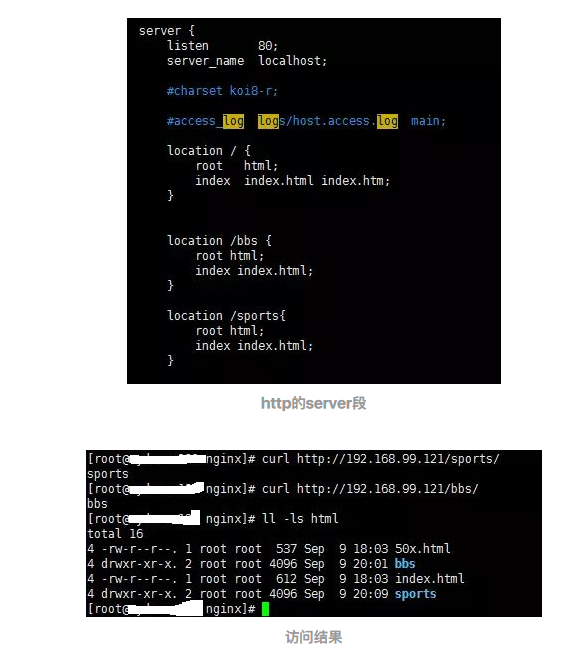 server {
listen 80;
server_name localhost;
#charset koi8-r;
#access_log logs/host.access.log main;
location / {
root html;
index index.html index.htm;
}
location /bbs {
root html;
index index.html;
}
location /sports{
root html;
index index.html;
}
http的server段
[root@ nginx]# curl http://192.168.99.121/sports/
sports
[root@ nginx]# curl http://192.168.99.121/bbs/
bbs
[root@ nginx]# ll -ls html
total 16
4 -rw-r--r--. 1 root root 537 Sep 9 18:03 50x.html
4 drwxr-xr-x. 2 root root 4096 Sep 9 20:01 bbs
4 -rw-r--r--. 1 root root 612 Sep 9 18:03 index.html
4 drwxr-xr-x. 2 root root 4096 Sep 9 20:09 sports
[root@ nginx]#
访问结果